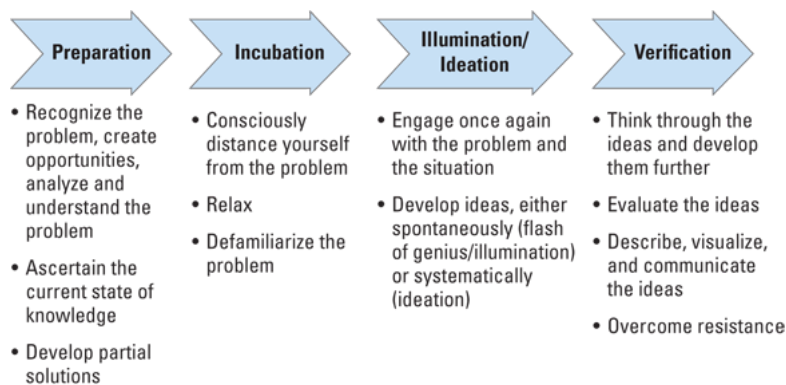 Preparation
• Recognize the
problem, create
opportunities,
analyze and
understand the
problem
• Ascertain the
current state of
knowledge
• Develop partial
solutions
Incubation
• Consciously
distance yourself
from the problem
• Relax
• Defamiliarize the
problem
Illumination/
Ideation
• Engage once again
with the problem and
the situation
• Develop ideas, either
spontaneously (flash
of genius/illumination)
or systematically
(ideation)
Verification
• Think through the
ideas and develop
them further
• Evaluate the ideas
• Describe, visualize,
and communicate
the ideas
• Overcome resistance